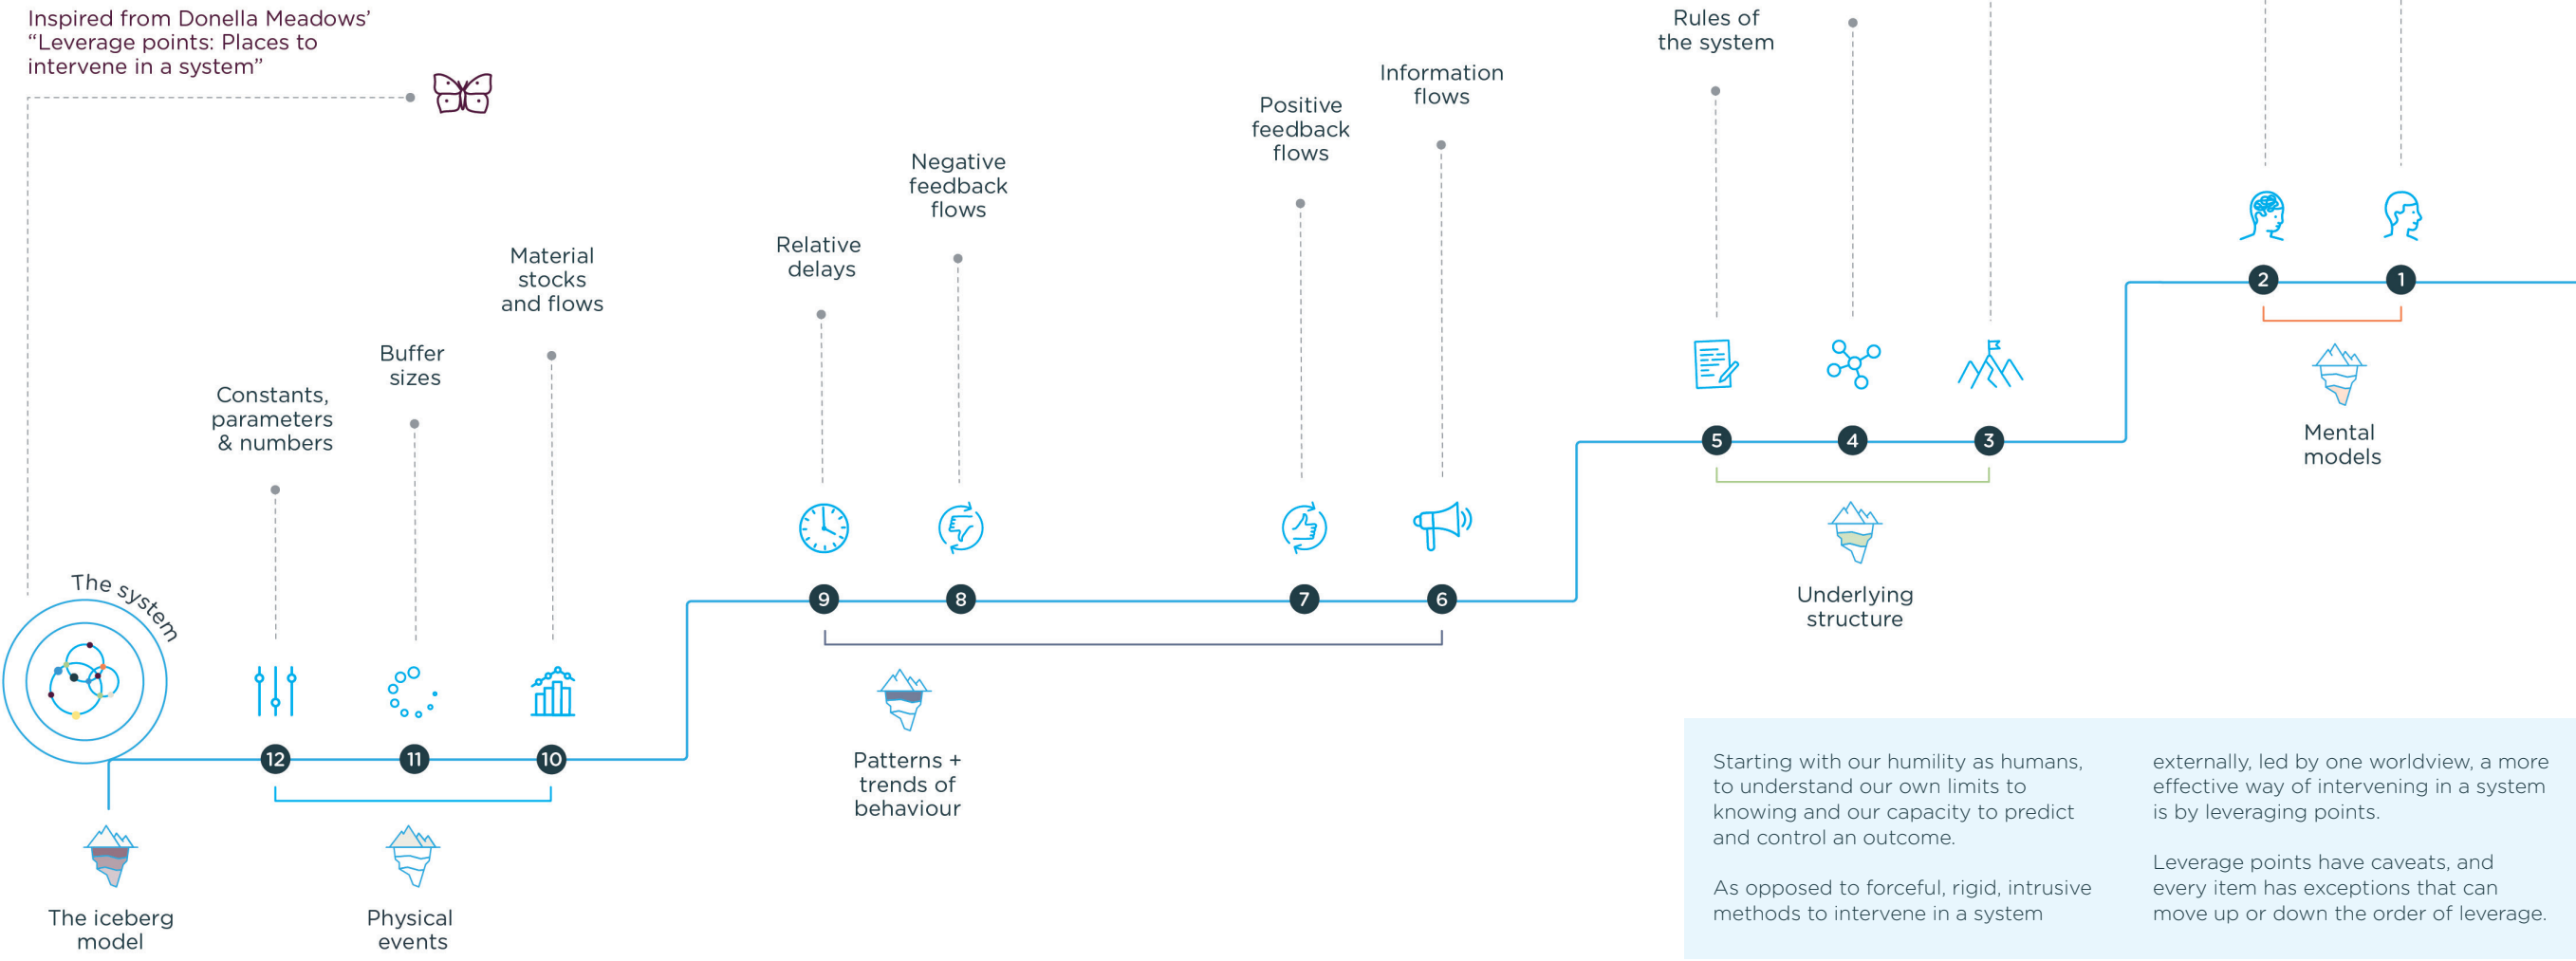 Inspired from Donella Meadows’
“Leverage points: Places to
intervene in a system”
The system
The iceberg
model
Constants,
parameters
& numbers
12
Buffer
sizes
11
Material
stocks
and flows
10
Physical
events
Relative
delays
9
Negative
feedback
flows
8
Positive
feedback
flows
7
Information
flows
6
Patterns +
trends of
behaviour
Rules of
the system
5
4
3
Underlying
structure
2
1
Mental
models
Starting with our humility as humans,
to understand our own limits to
knowing and our capacity to predict
and control an outcome.
As opposed to forceful, rigid, intrusive
methods to intervene in a system
externally, led by one worldview, a more
effective way of intervening in a system
is by leveraging points.
Leverage points have caveats, and
every item has exceptions that can
move up or down the order of leverage.